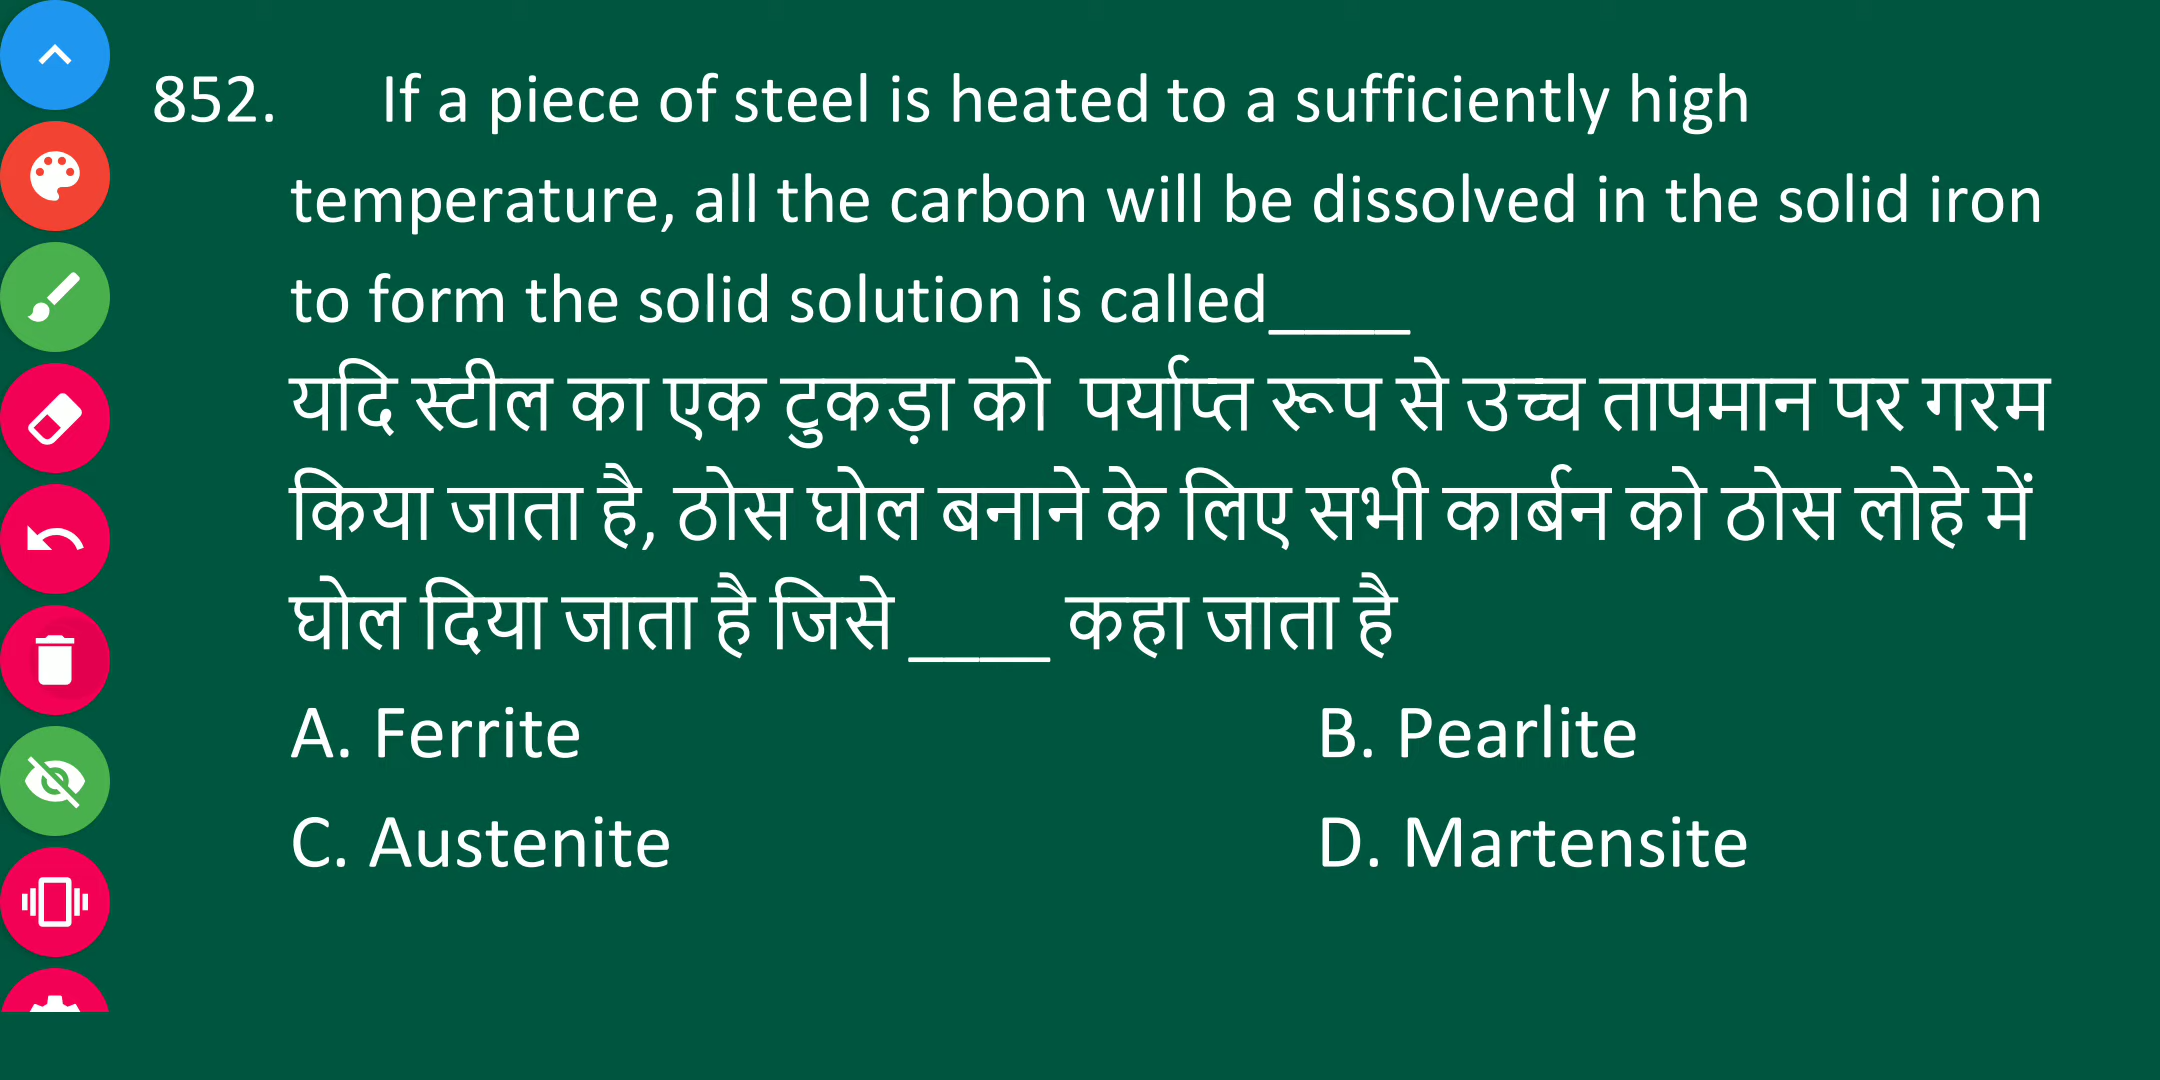 852. If a piece of steel is heated to a sufficiently high
temperature, all the carbon will be dissolved in the solid iron
to form the solid solution is called____
यदि स्टील का एक टुकड़ा को पर्याप्त रूप से उच्च तापमान पर गरम
किया जाता है, ठोस घोल बनाने के लिए सभी कार्बन को ठोस लोहे में
घोल दिया जाता है जिसे ____ कहा जाता है
A. Ferrite B. Pearlite
C. Austenite D. Martensite